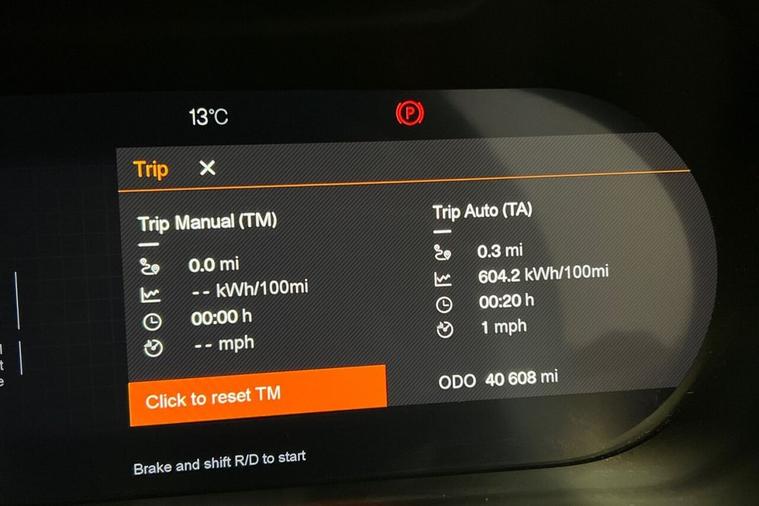 13°C
P
Trip
Trip Manual (TM)
0.0 mi
-- kWh/100mi
00:00 h
-- mph
Click to reset TM
Trip Auto (TA)
0.3 mi
604.2 kWh/100mi
00:20 h
1 mph
ODO 40 608 mi
Brake and shift R/D to start